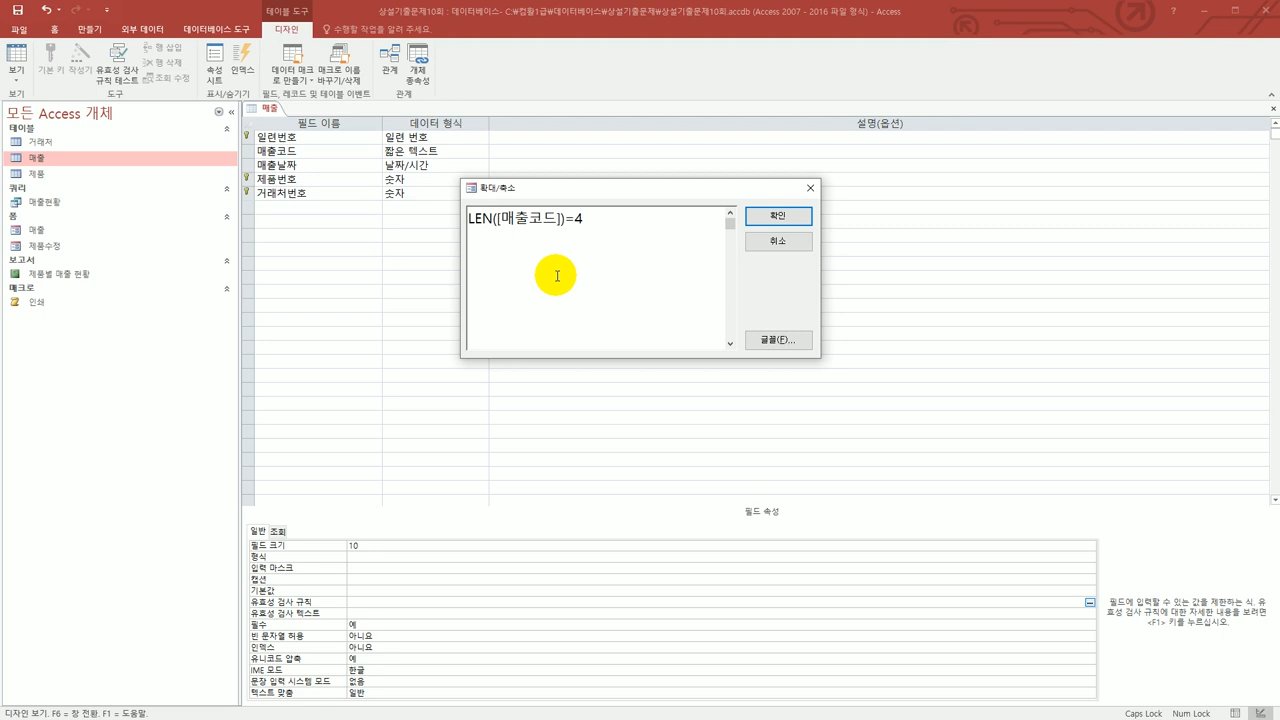 테이블 도구
상설기출문제10회 : 데이터베이스- C:\컴활1급\데이터베이스\상설기출문제\상설기출문제10회.accdb (Access 2007 - 2016 파일 형식) - Access
파일 홈 만들기 외부 데이터 데이터베이스 도구 디자인 수행할 작업을 알려 주세요.
보기
기본 키
작성기
유효성 검사 규칙 테스트
행 삽입
행 삭제
조회 수정
속성 시트
인덱스
데이터 매크로 만들기
매크로 이름 바꾸기/삭제
관계
개체 종속성
보기 도구 표시/숨기기 필드, 레코드 및 테이블 이벤트 관계
모든 Access 개체
테이블
거래처
매출
제품
쿼리
매출현황
폼
매출
제품수정
보고서
제품별 매출 현황
매크로
인쇄
매출
필드 이름 데이터 형식 설명(옵션)
일련번호 일련 번호
매출코드 짧은 텍스트
매출날짜 날짜/시간
제품번호 숫자
거래처번호 숫자
확대/축소
LEN([매출코드])=4
확인
취소
글꼴(F)...
필드 속성
일반 조회
필드 크기 10
형식
입력 마스크
캡션
기본값
유효성 검사 규칙
유효성 검사 텍스트
필수 예
빈 문자열 허용 아니요
인덱스 아니요
유니코드 압축 예
IME 모드 한글
문장 입력 시스템 모드 없음
텍스트 맞춤 일반
필드에 입력할 수 있는 값을 제한하는 식. 유
효성 검사 규칙에 대한 자세한 내용을 보려면
<F1> 키를 누르십시오.
디자인 보기. F6 = 창 전환. F1 = 도움말.
Caps Lock Num Lock